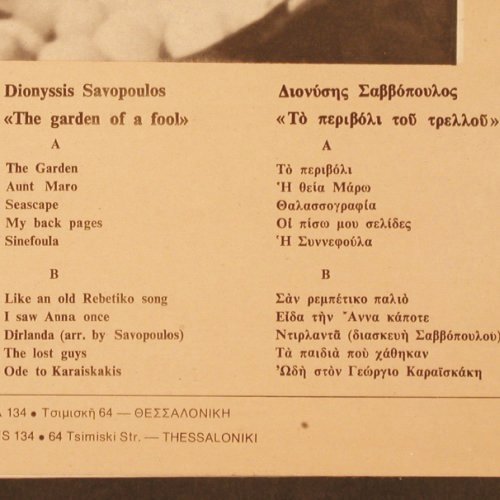 Dionyssis Savopoulos
«The garden of a fool»
A
The Garden
Aunt Maro
Seascape
My back pages
Sinefoula
B
Like an old Rebetiko song
I saw Anna once
Dirlanda (arr. by Savopoulos)
The lost guys
Ode to Karaiskakis
Διονύσης Σαββόπουλος
«Τὸ περιβόλι τοῦ τρελλοῦ»
A
Τὸ περιβόλι
Ἡ θεία Μάρω
Θαλασσογραφία
Οἱ πίσω μου σελίδες
Ἡ Συννεφούλα
B
Σὰν ρεμπέτικο παλιὸ
Εἶδα τὴν Ἄννα κάποτε
Ντιρλαντᾶ (διασκευὴ Σαββόπουλου)
Τὰ παιδιὰ ποὺ χάθηκαν
Ὠδὴ στὸν Γεώργιο Καραϊσκάκη
134 • Τσιμισκῆ 64 — ΘΕΣΣΑΛΟΝΙΚΗ
S 134 • 64 Tsimiski Str. — THESSALONIKI